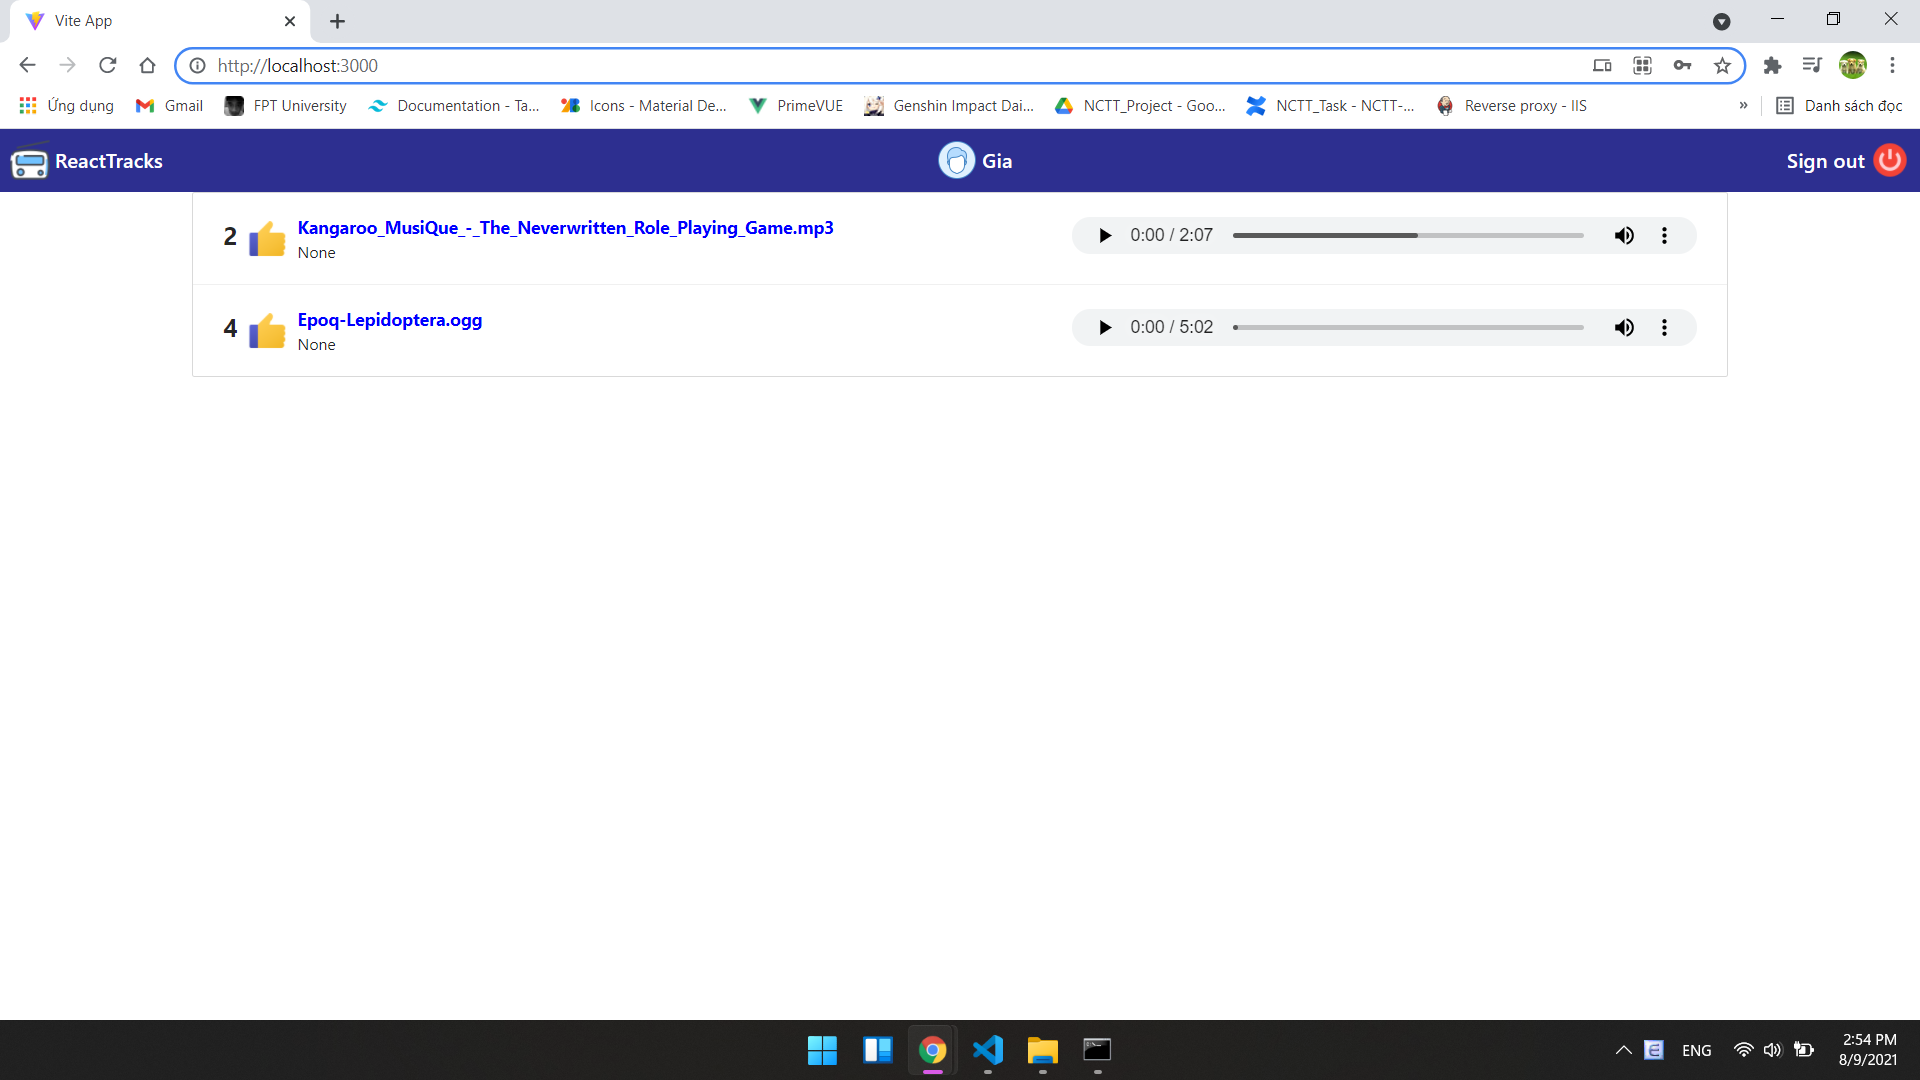 Vite App
http://localhost:3000
Ứng dụng
Gmail
FPT University
Documentation - Ta...
Icons - Material De...
PrimeVUE
Genshin Impact Dai...
NCTT_Project - Goo...
NCTT_Task - NCTT-...
Reverse proxy - IIS
»
Danh sách đọc
ReactTracks
Gia
Sign out
2
Kangaroo_MusiQue_-_The_Neverwritten_Role_Playing_Game.mp3
None
0:00 / 2:07
4
Epoq-Lepidoptera.ogg
None
0:00 / 5:02
ENG
2:54 PM
8/9/2021